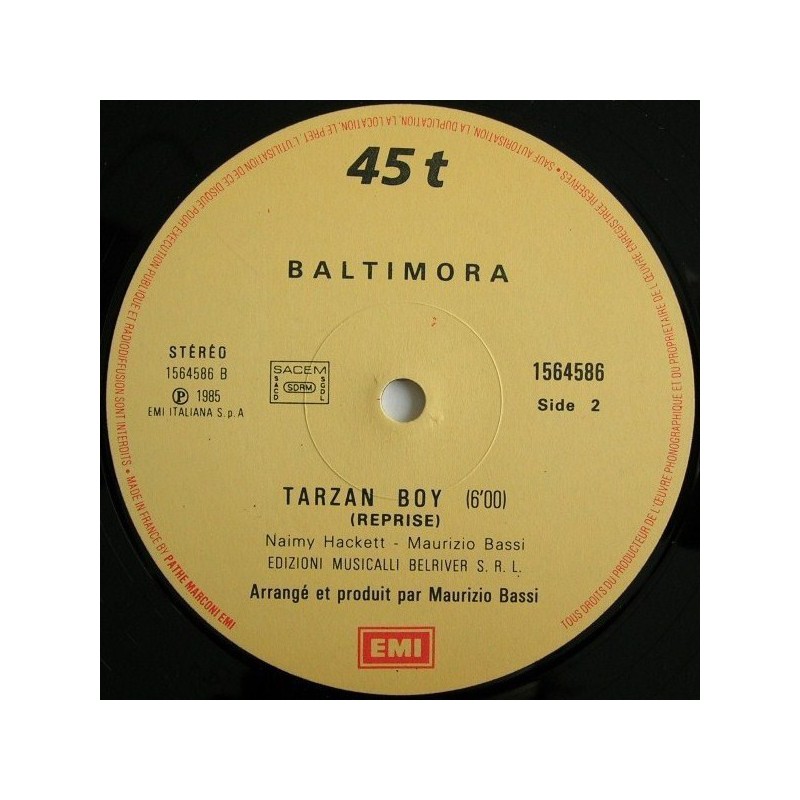 45 t
BALTIMORA
STÉRÉO
1564586 B
Ⓟ 1985
EMI ITALIANA S.p.A
SACEM
SACD
SDRM
SGDL
1564586
Side 2
TARZAN BOY (6'00)
(REPRISE)
Naimy Hackett - Maurizio Bassi
EDIZIONI MUSICALLI BELRIVER S. R. L.
Arrangé et produit par Maurizio Bassi
EMI
TOUS DROITS DU PRODUCTEUR DE L'ŒUVRE PHONOGRAPHIQUE ET DU PROPRIETAIRE DE L'ŒUVRE ENREGISTREE RESERVES • SAUF AUTORISATION, LA DUPLICATION, LA LOCATION, LE PRET, L'UTILISATION DE CE DISQUE POUR EXECUTION PUBLIQUE ET RADIODIFFUSION SONT INTERDITS • MADE IN FRANCE BY PATHE MARCONI EMI